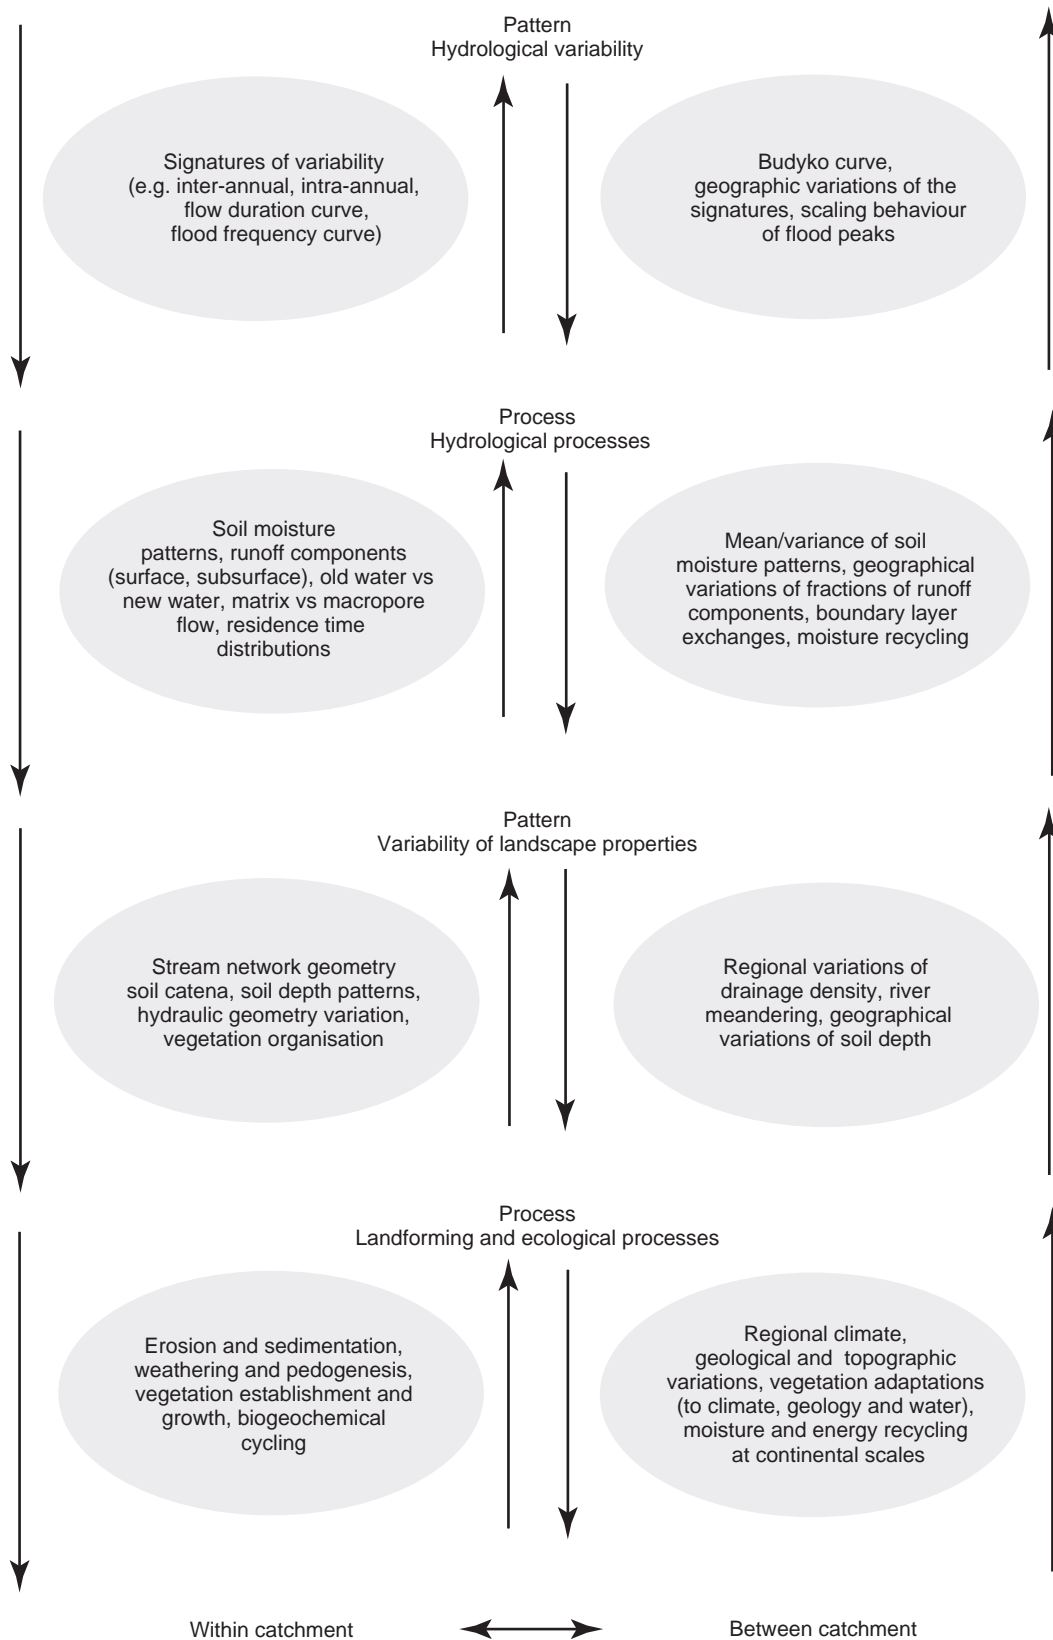 Pattern
Hydrological variability
Signatures of variability
(e.g. inter-annual, intra-annual,
flow duration curve,
flood frequency curve)
Budyko curve,
geographic variations of the
signatures, scaling behaviour
of flood peaks
Process
Hydrological processes
Soil moisture
patterns, runoff components
(surface, subsurface), old water vs
new water, matrix vs macropore
flow, residence time
distributions
Mean/variance of soil
moisture patterns, geographical
variations of fractions of runoff
components, boundary layer
exchanges, moisture recycling
Pattern
Variability of landscape properties
Stream network geometry
soil catena, soil depth patterns,
hydraulic geometry variation,
vegetation organisation
Regional variations of
drainage density, river
meandering, geographical
variations of soil depth
Process
Landforming and ecological processes
Erosion and sedimentation,
weathering and pedogenesis,
vegetation establishment and
growth, biogeochemical
cycling
Regional climate,
geological and topographic
variations, vegetation adaptations
(to climate, geology and water),
moisture and energy recycling
at continental scales
Within catchment
Between catchment